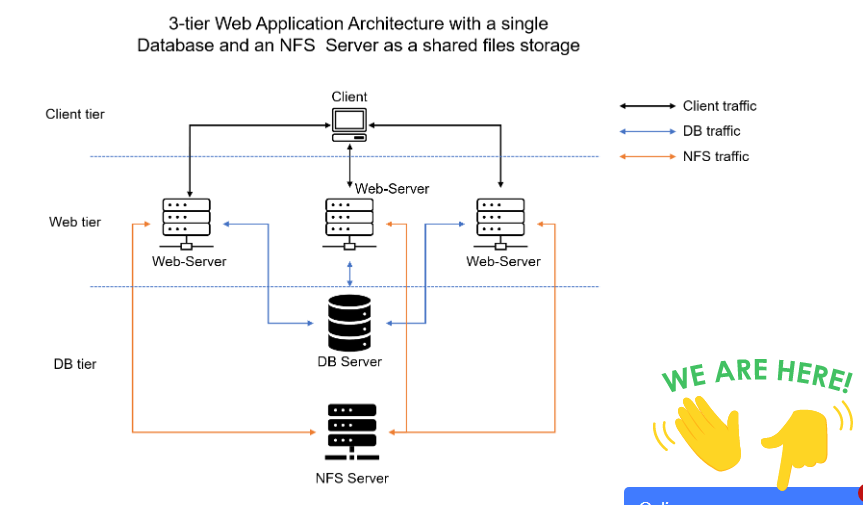 3-tier Web Application Architecture with a single
Database and an NFS Server as a shared files storage
Client
Client tier
Client traffic
DB traffic
NFS traffic
Web-Server
Web tier
Web-Server
Web-Server
DB Server
DB tier
WE ARE HERE!
NFS Server